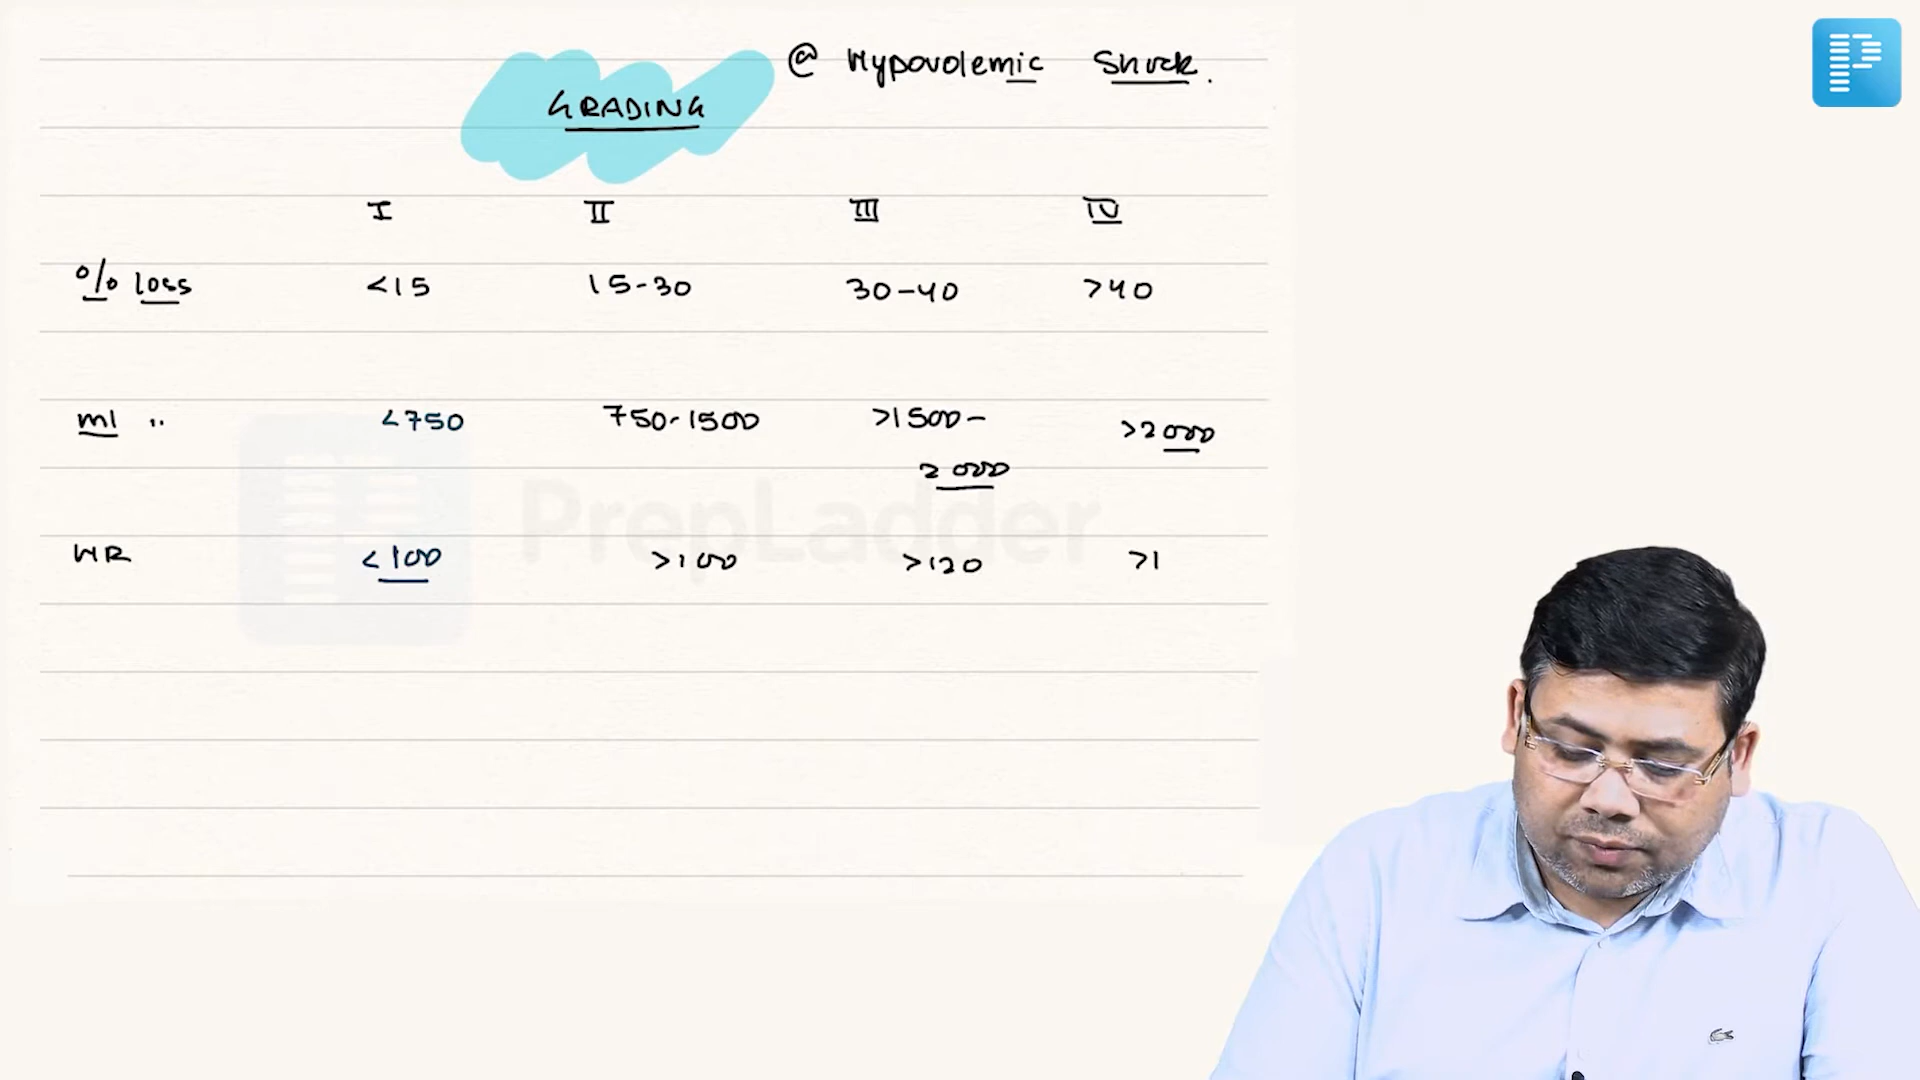 @ Hypovolemic Shock.
GRADING
I II III IV
% loss <15 15-30 30-40 >40
ml " <750 750-1500 >1500- >2000
2000
PrepLadder
HR <100 >100 >120 >1